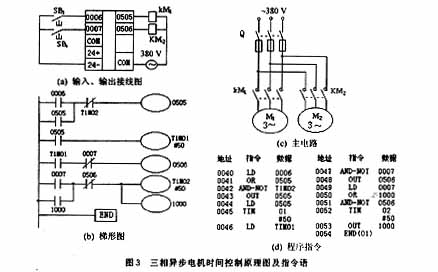 SB₁
0006
0505
kM₁
0007
0506
SB₁
COM
KM₂
24+
COM
380 V
24-
(a) 输入、输出接线图
0006
0505
TIM02
0505
0505
TIM01
#50
TIM01
0007
0506
0007
0506
TIM02
#50
1000
1000
END
(b) 梯形图
~380 V
Q
kM₁
KM₂
M₁
3~
M₂
3~
(c) 主电路
地址 指令 数据
0040 LD 0006
0041 OR 0505
0042 AND-NOT TIM02
0043 OUT 0505
0044 LD 0505
0045 TIM 01
#50
0046 LD TIM01
地址 指令 数据
0047 AND-NOT 0007
0048 OUT 0506
0049 LD 0007
0050 OR 1000
0051 AND-NOT 0506
0052 TIM 02
#50
0053 OUT 1000
0054 END(01)
(d) 程序指令
图 3 三相异步电机时间控制原理图及指令语